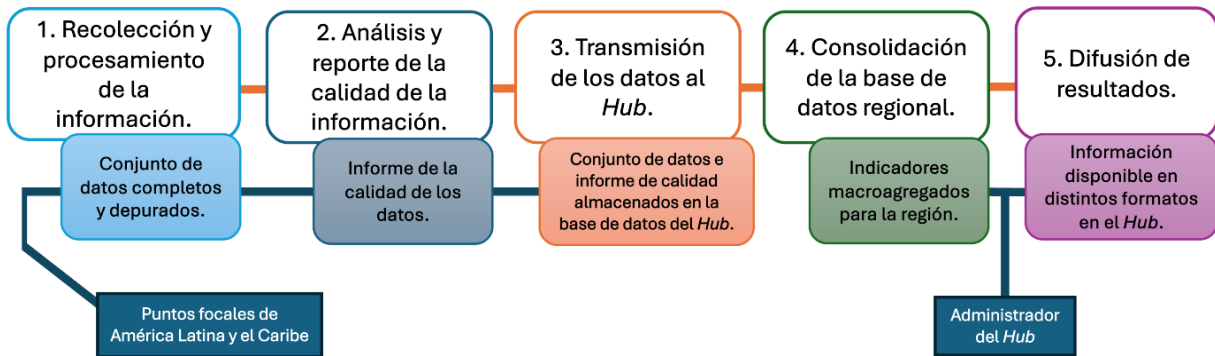 1. Recolección y
procesamiento
de la
información.
2. Análisis y
reporte de la
calidad de la
información.
3. Transmisión
de los datos al
Hub.
4. Consolidación
de la base de
datos regional.
5. Difusión de
resultados.
Conjunto de
datos completos
y depurados.
Informe de la
calidad de los
datos.
Conjunto de datos e
informe de calidad
almacenados en la
base de datos del Hub.
Indicadores
macroagregados
para la región.
Información
disponible en
distintos formatos
en el Hub.
Puntos focales de
América Latina y el Caribe
Administrador
del Hub